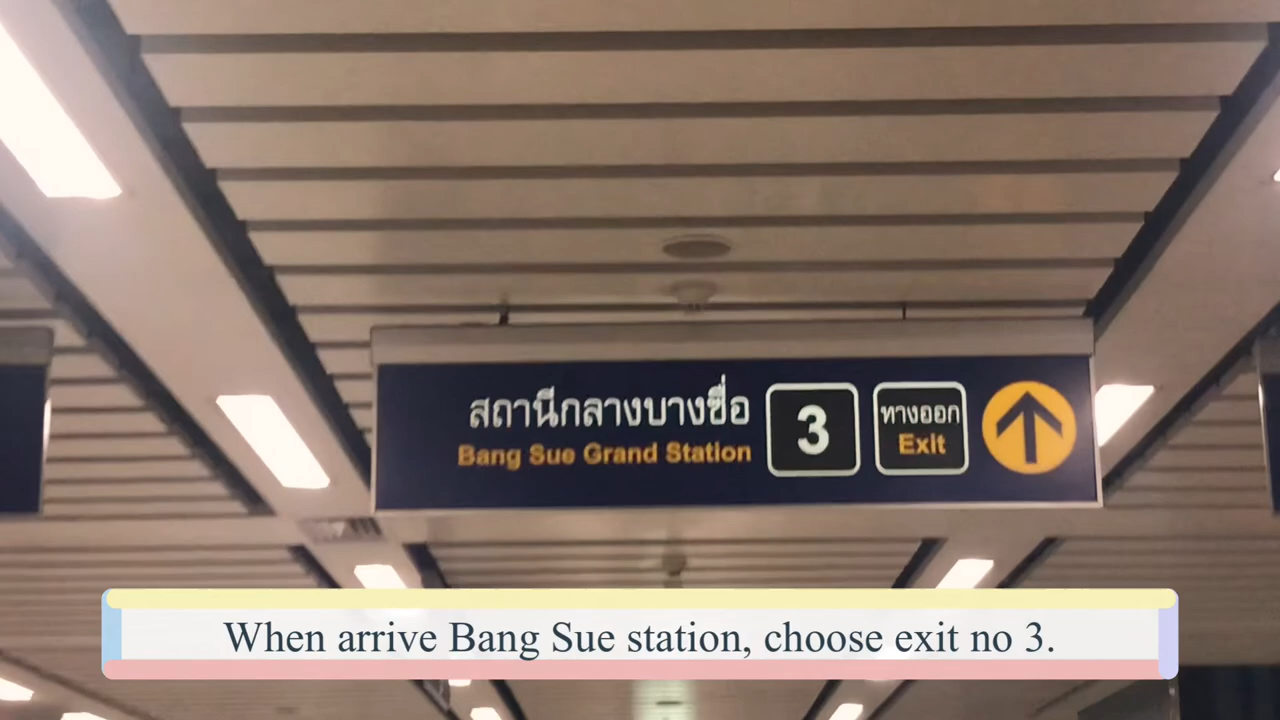 สถานีกลางบางซื่อ
Bang Sue Grand Station
3
ทางออก
Exit
When arrive Bang Sue station, choose exit no 3.